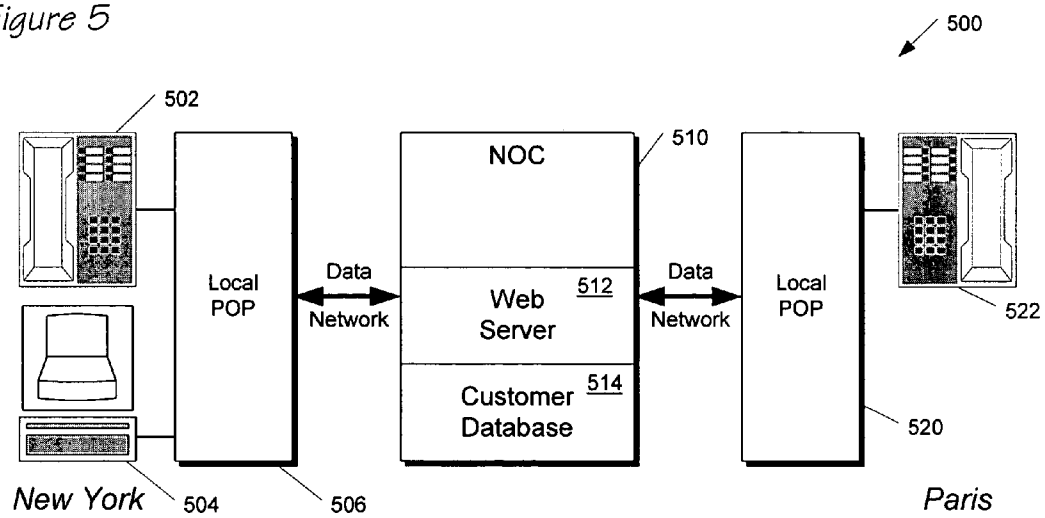 igure 5
500
502
510
NOC
Local
POP
Data
Network
Web
Server
512
Data
Network
Local
POP
522
Customer
Database
514
520
New York
504
506
Paris